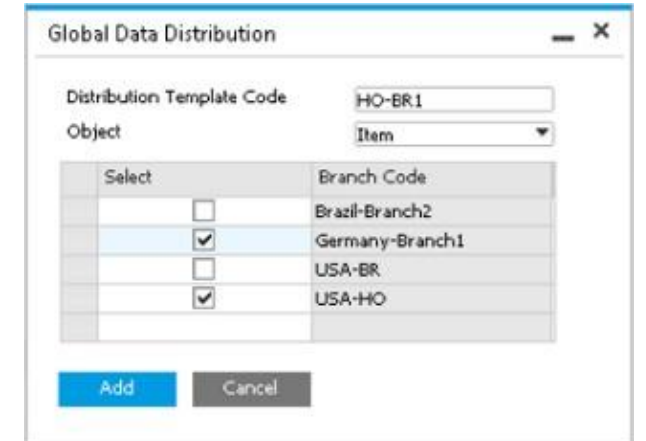 Global Data Distribution
Distribution Template Code HO-BR1
Object Item
Select Branch Code
Brazil-Branch2
Germany-Branch1
USA-BR
USA-HO
Add Cancel